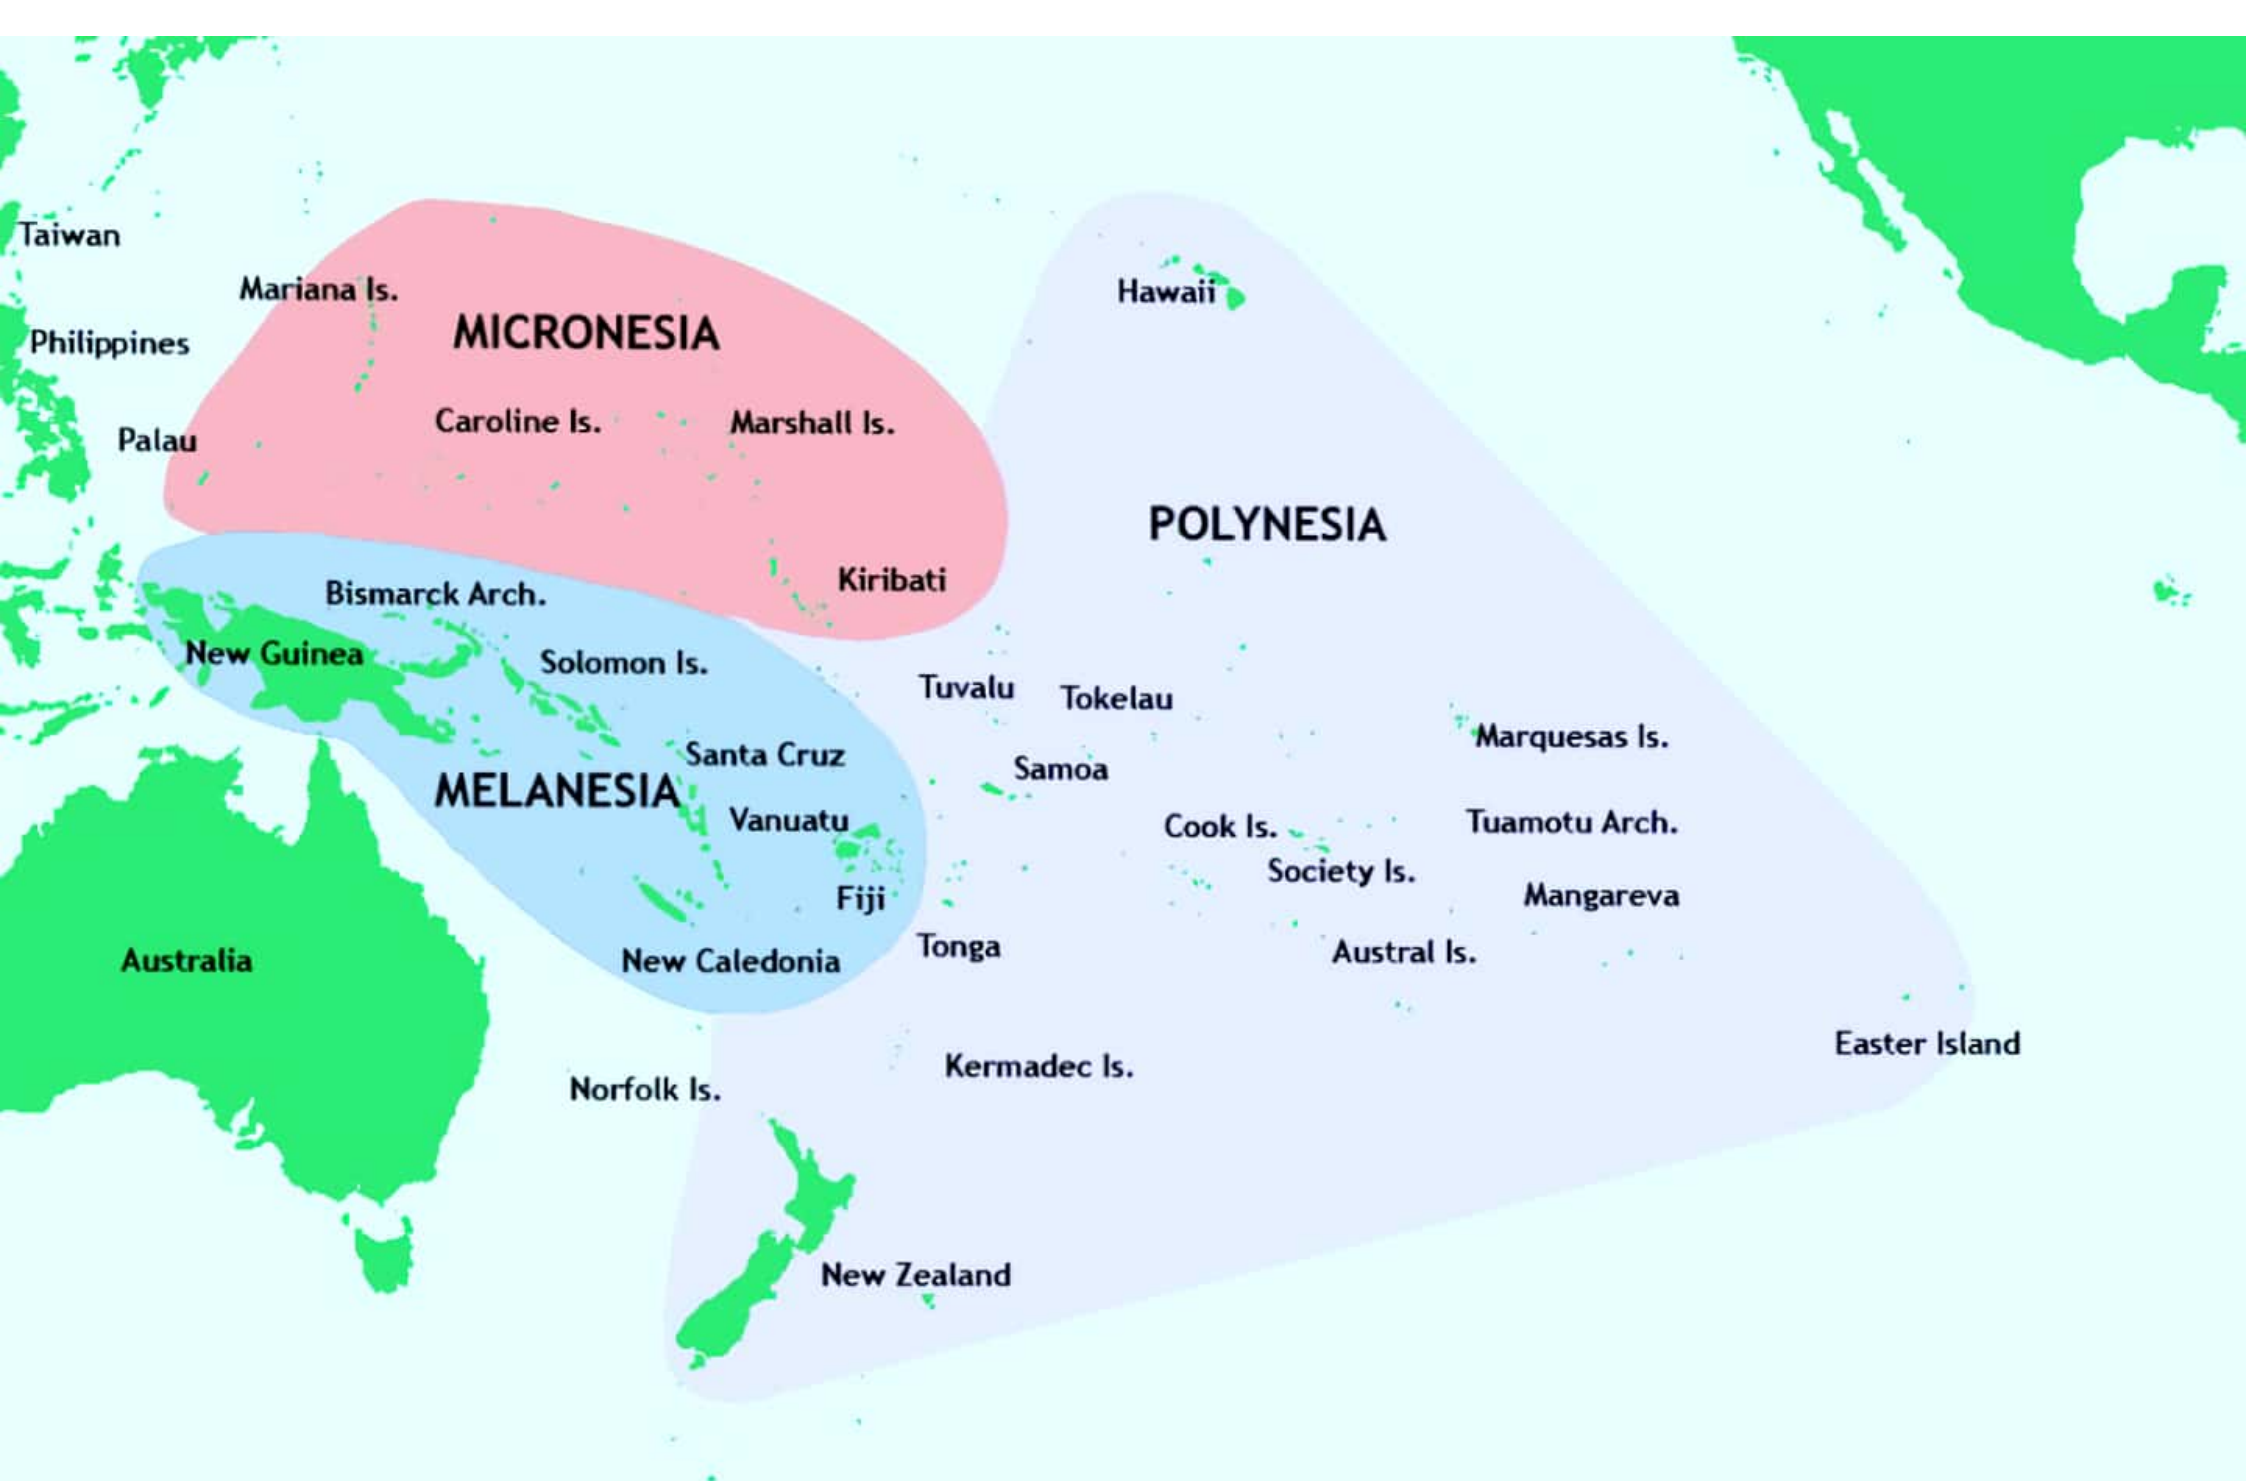 Taiwan
Mariana Is.
Hawaii
MICRONESIA
Philippines
Caroline Is.
Marshall Is.
Palau
POLYNESIA
Kiribati
Bismarck Arch.
New Guinea
Solomon Is.
Tuvalu
Tokelau
Marquesas Is.
Santa Cruz
Samoa
MELANESIA
Vanuatu
Cook Is.
Tuamotu Arch.
Society Is.
Mangareva
Fiji
Tonga
Austral Is.
Australia
New Caledonia
Easter Island
Kermadec Is.
Norfolk Is.
New Zealand